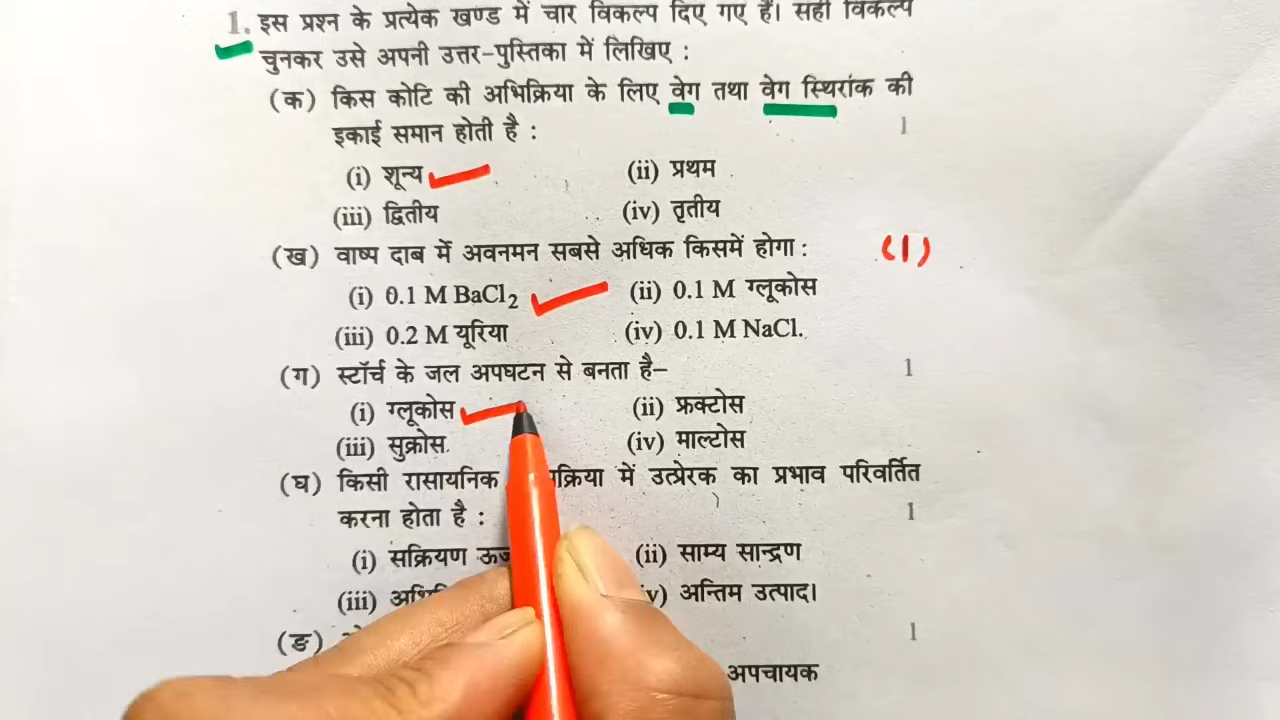 1. इस प्रश्न के प्रत्येक खण्ड में चार विकल्प दिए गए हैं। सही विकल्प
चुनकर उसे अपनी उत्तर-पुस्तिका में लिखिए :
(क) किस कोटि की अभिक्रिया के लिए वेग तथा वेग स्थिरांक की
इकाई समान होती है : 1
(i) शून्य (ii) प्रथम
(iii) द्वितीय (iv) तृतीय
(ख) वाष्प दाब में अवनमन सबसे अधिक किसमें होगा : (1)
(i) 0.1 M BaCl₂ (ii) 0.1 M ग्लूकोस
(iii) 0.2 M यूरिया (iv) 0.1 M NaCl.
(ग) स्टॉर्च के जल अपघटन से बनता है– 1
(i) ग्लूकोस (ii) फ्रक्टोस
(iii) सुक्रोस (iv) माल्टोस
(घ) किसी रासायनिक में उत्प्रेरक का प्रभाव परिवर्तित
करना होता है : 1
(i) सक्रियण (ii) साम्य सान्द्रण
(iii) अन्तिम उत्पाद।
(ङ) 1
अपचायक